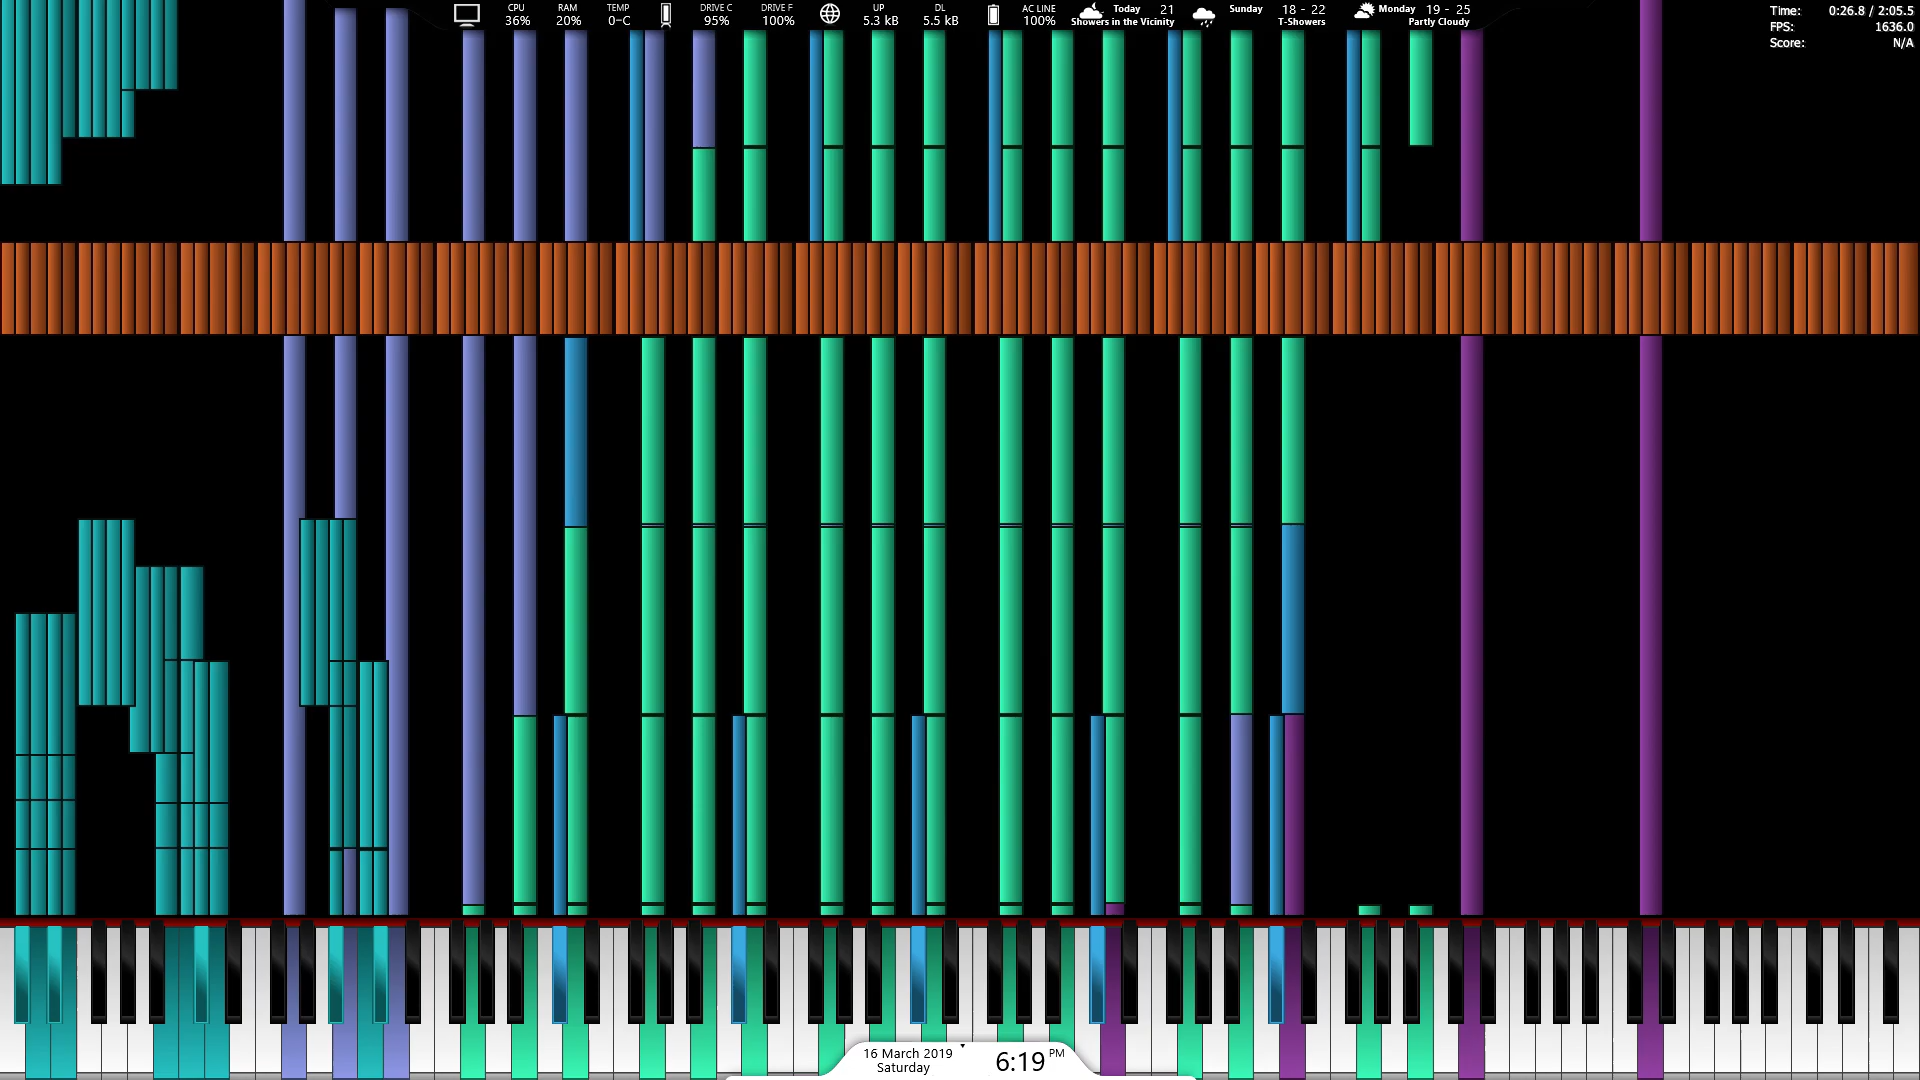 CPU
36%
RAM
20%
TEMP
0-C
DRIVE C
95%
DRIVE F
100%
UP
5.3 kB
DL
5.5 kB
AC LINE
100%
Today 21
Showers in the Vicinity
Sunday 18 - 22
T-Showers
Monday 19 - 25
Partly Cloudy
Time: 0:26.8 / 2:05.5
FPS: 1636.0
Score: N/A
16 March 2019
Saturday
6:19 PM